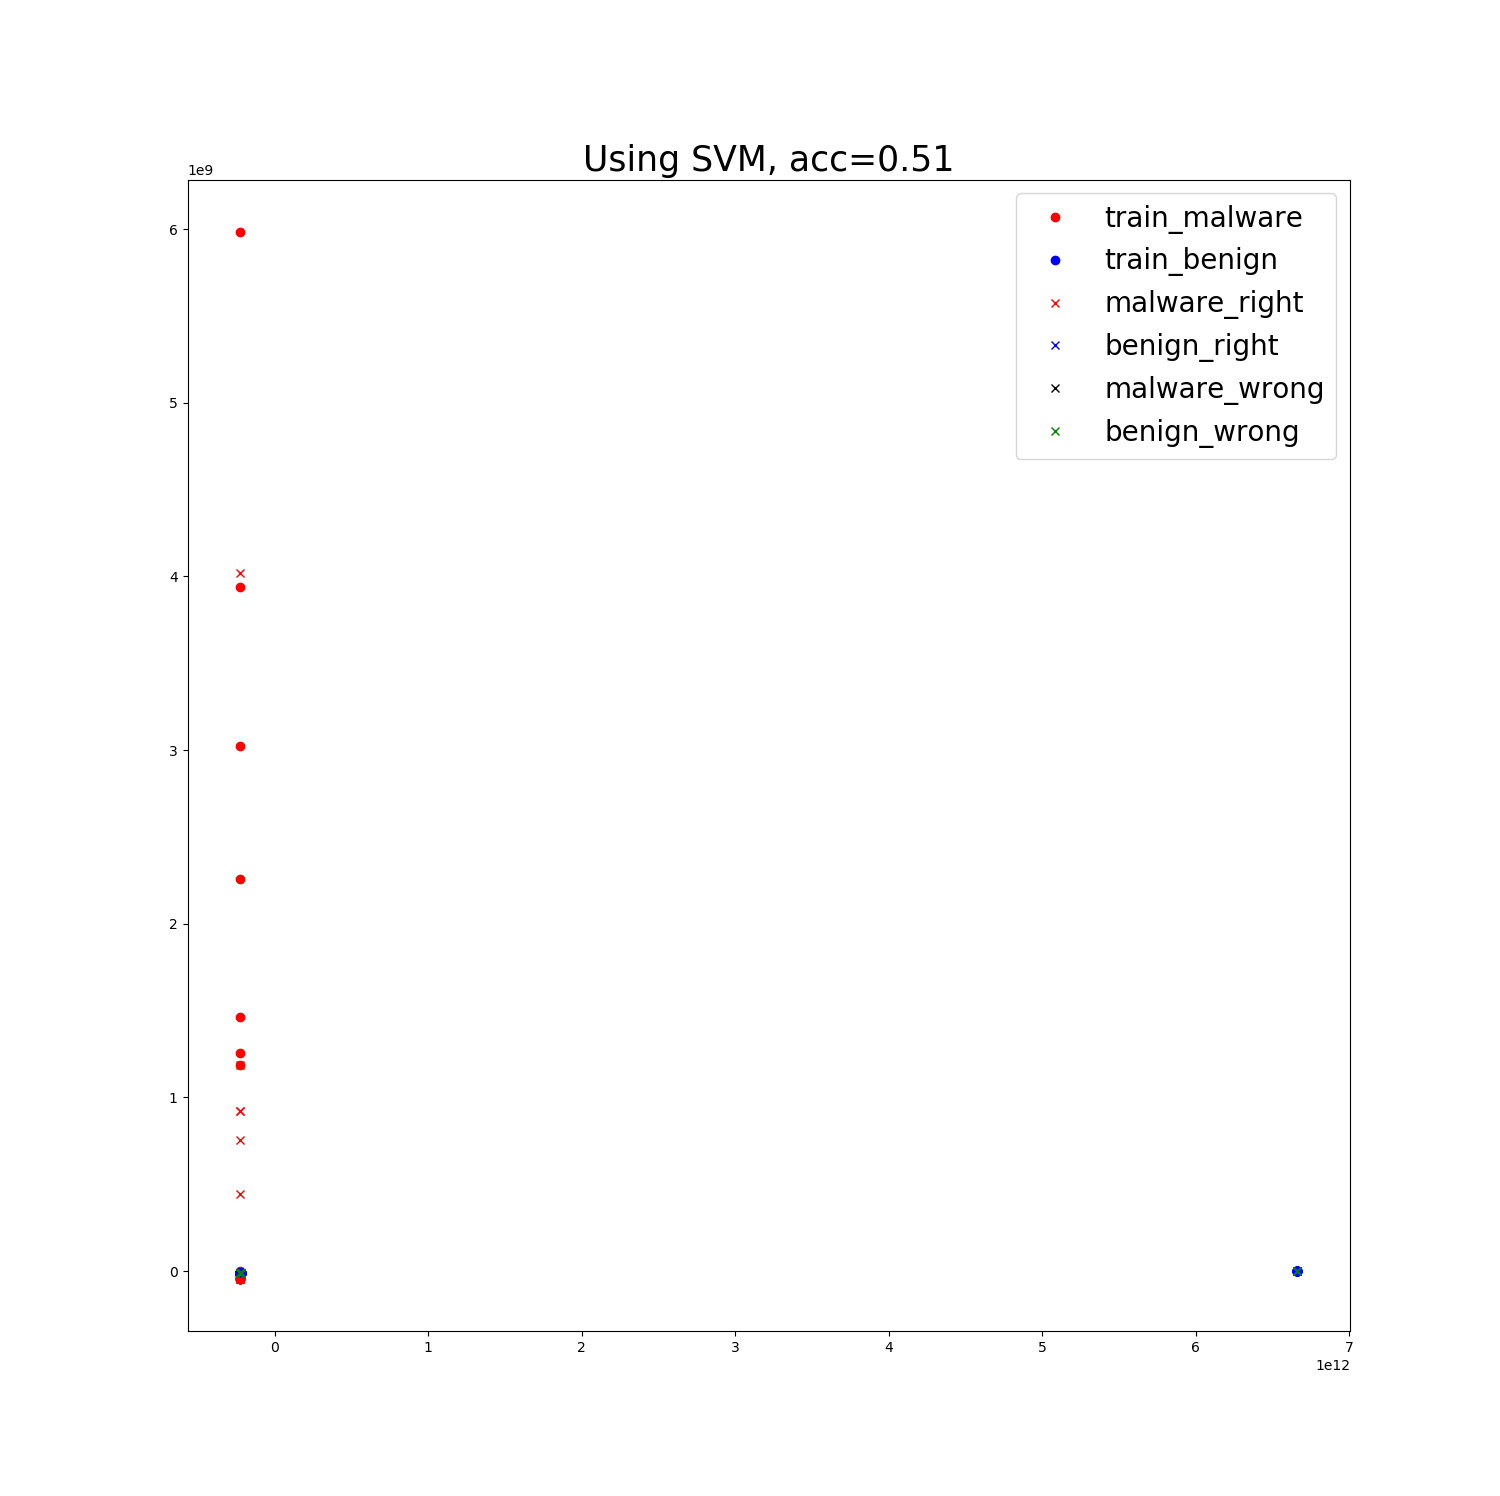 Using SVM, acc=0.51
1e9
6
5
4
3
2
1
0
train_malware
train_benign
malware_right
benign_right
malware_wrong
benign_wrong
0 1 2 3 4 5 6 7
1e12